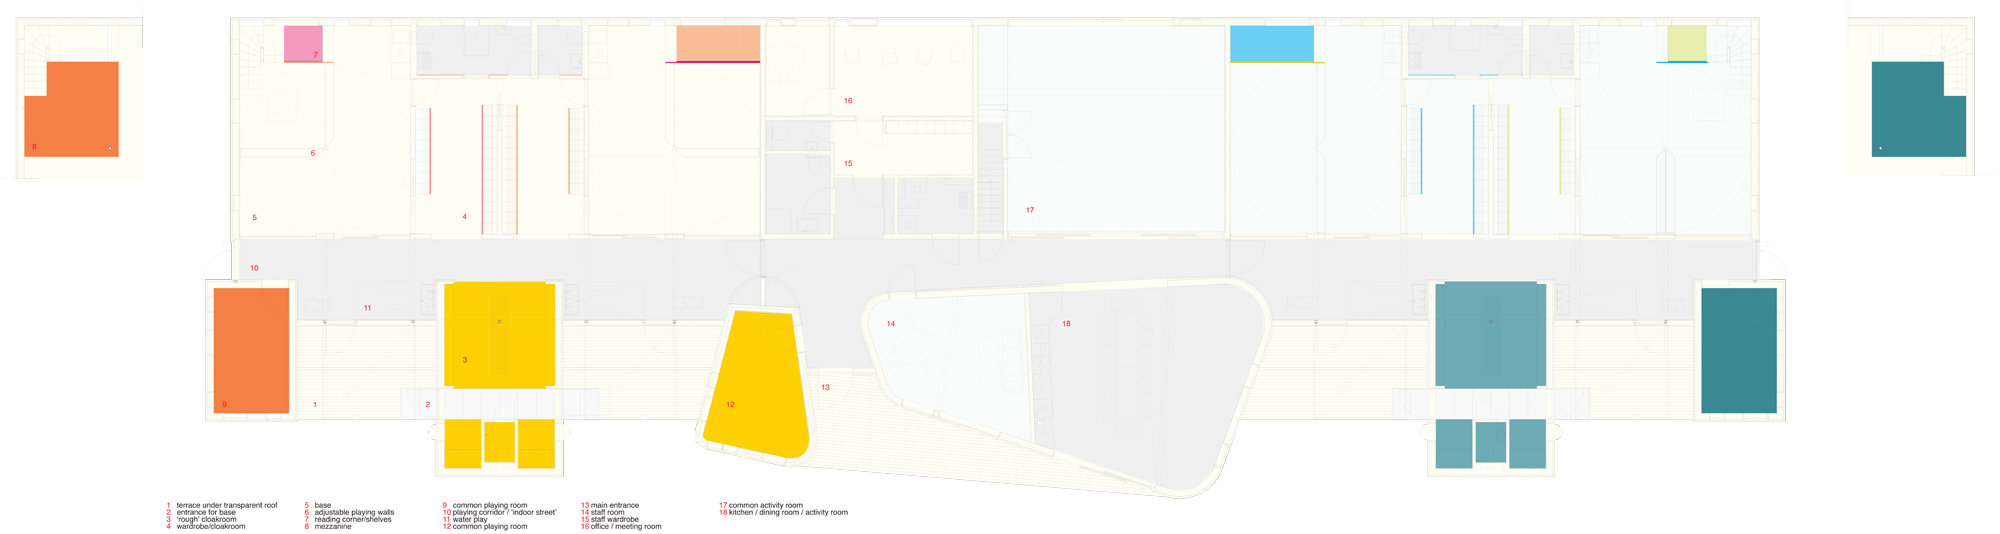 7
16
8
6
15
4
5
17
10
11
14
18
3
13
9
1
2
12
1 terrace under transparent roof
2 entrance for base
3 'rough' cloakroom
4 wardrobe/cloakroom
5 base
6 adjustable playing walls
7 reading corner/shelves
8 mezzanine
9 common playing room
10 playing corridor / 'indoor street'
11 water play
12 common playing room
13 main entrance
14 staff room
15 staff wardrobe
16 office / meeting room
17 common activity room
18 kitchen / dining room / activity room